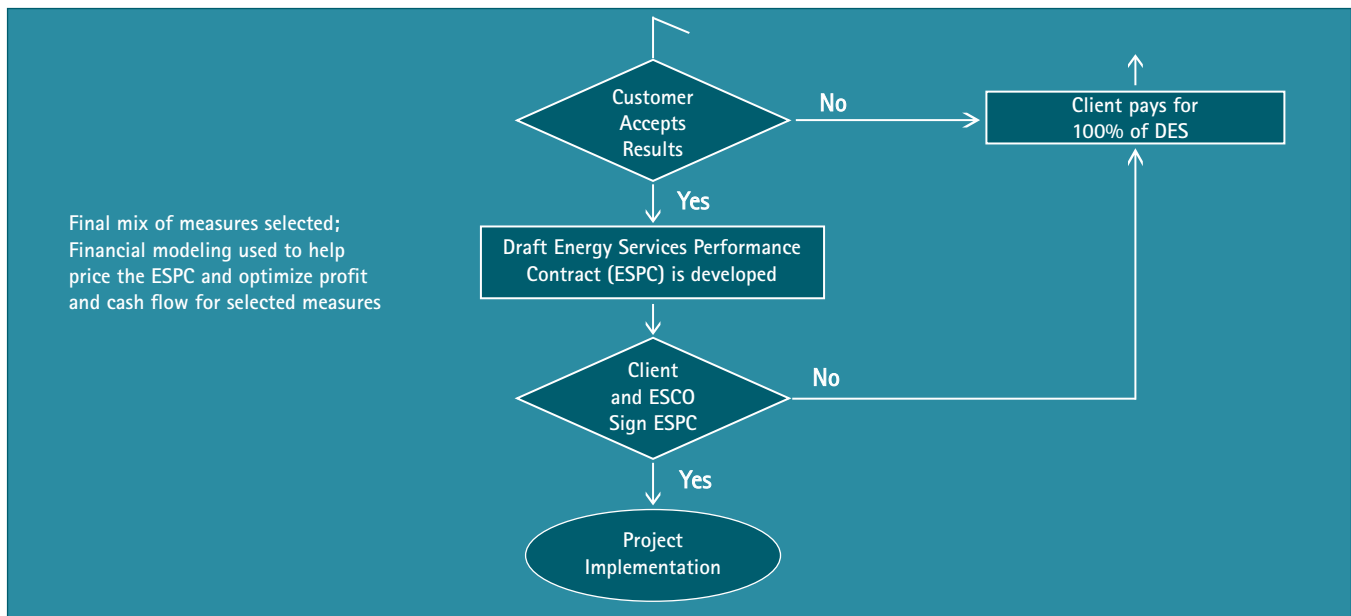 Customer
Accepts
Results
No
Client pays for
100% of DES
Yes
Final mix of measures selected;
Financial modeling used to help
price the ESPC and optimize profit
and cash flow for selected measures
Draft Energy Services Performance
Contract (ESPC) is developed
Client
and ESCO
Sign ESPC
No
Yes
Project
Implementation